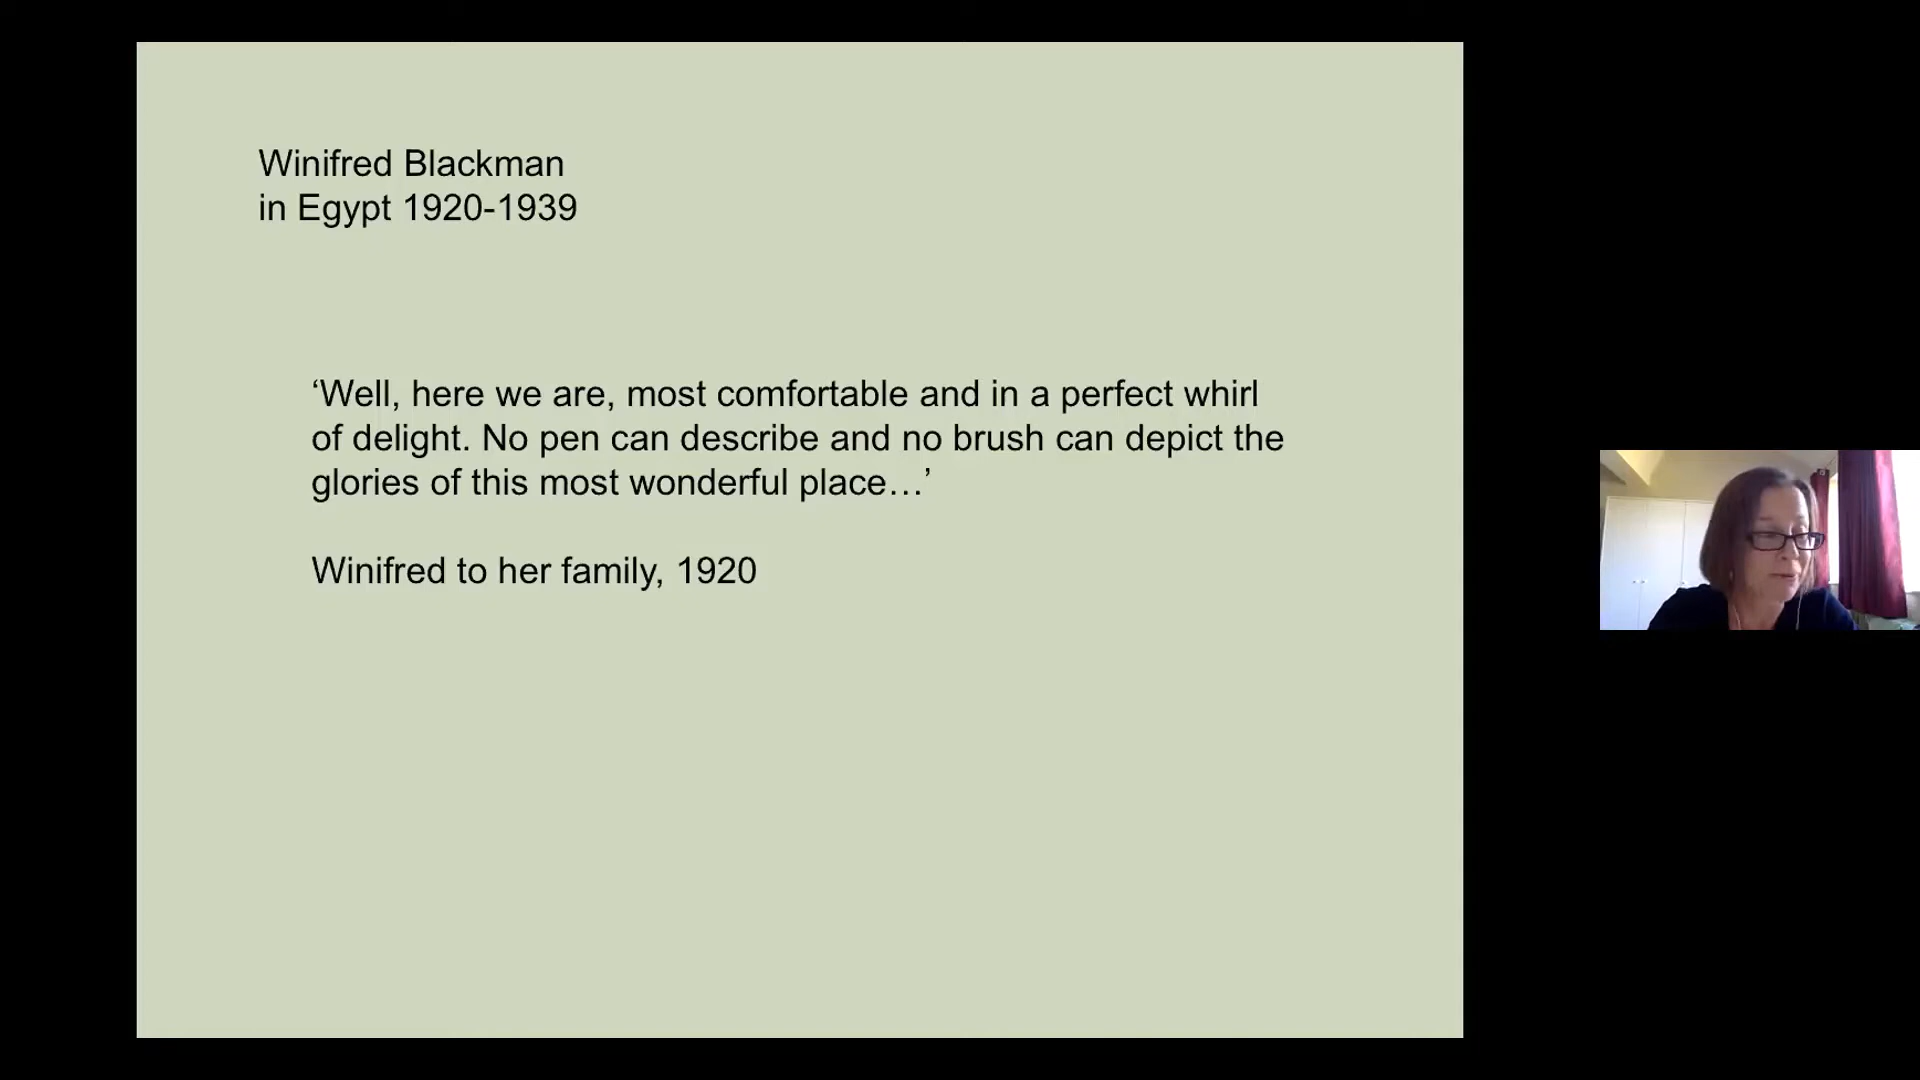 Winifred Blackman
in Egypt 1920-1939
‘Well, here we are, most comfortable and in a perfect whirl
of delight. No pen can describe and no brush can depict the
glories of this most wonderful place…’
Winifred to her family, 1920